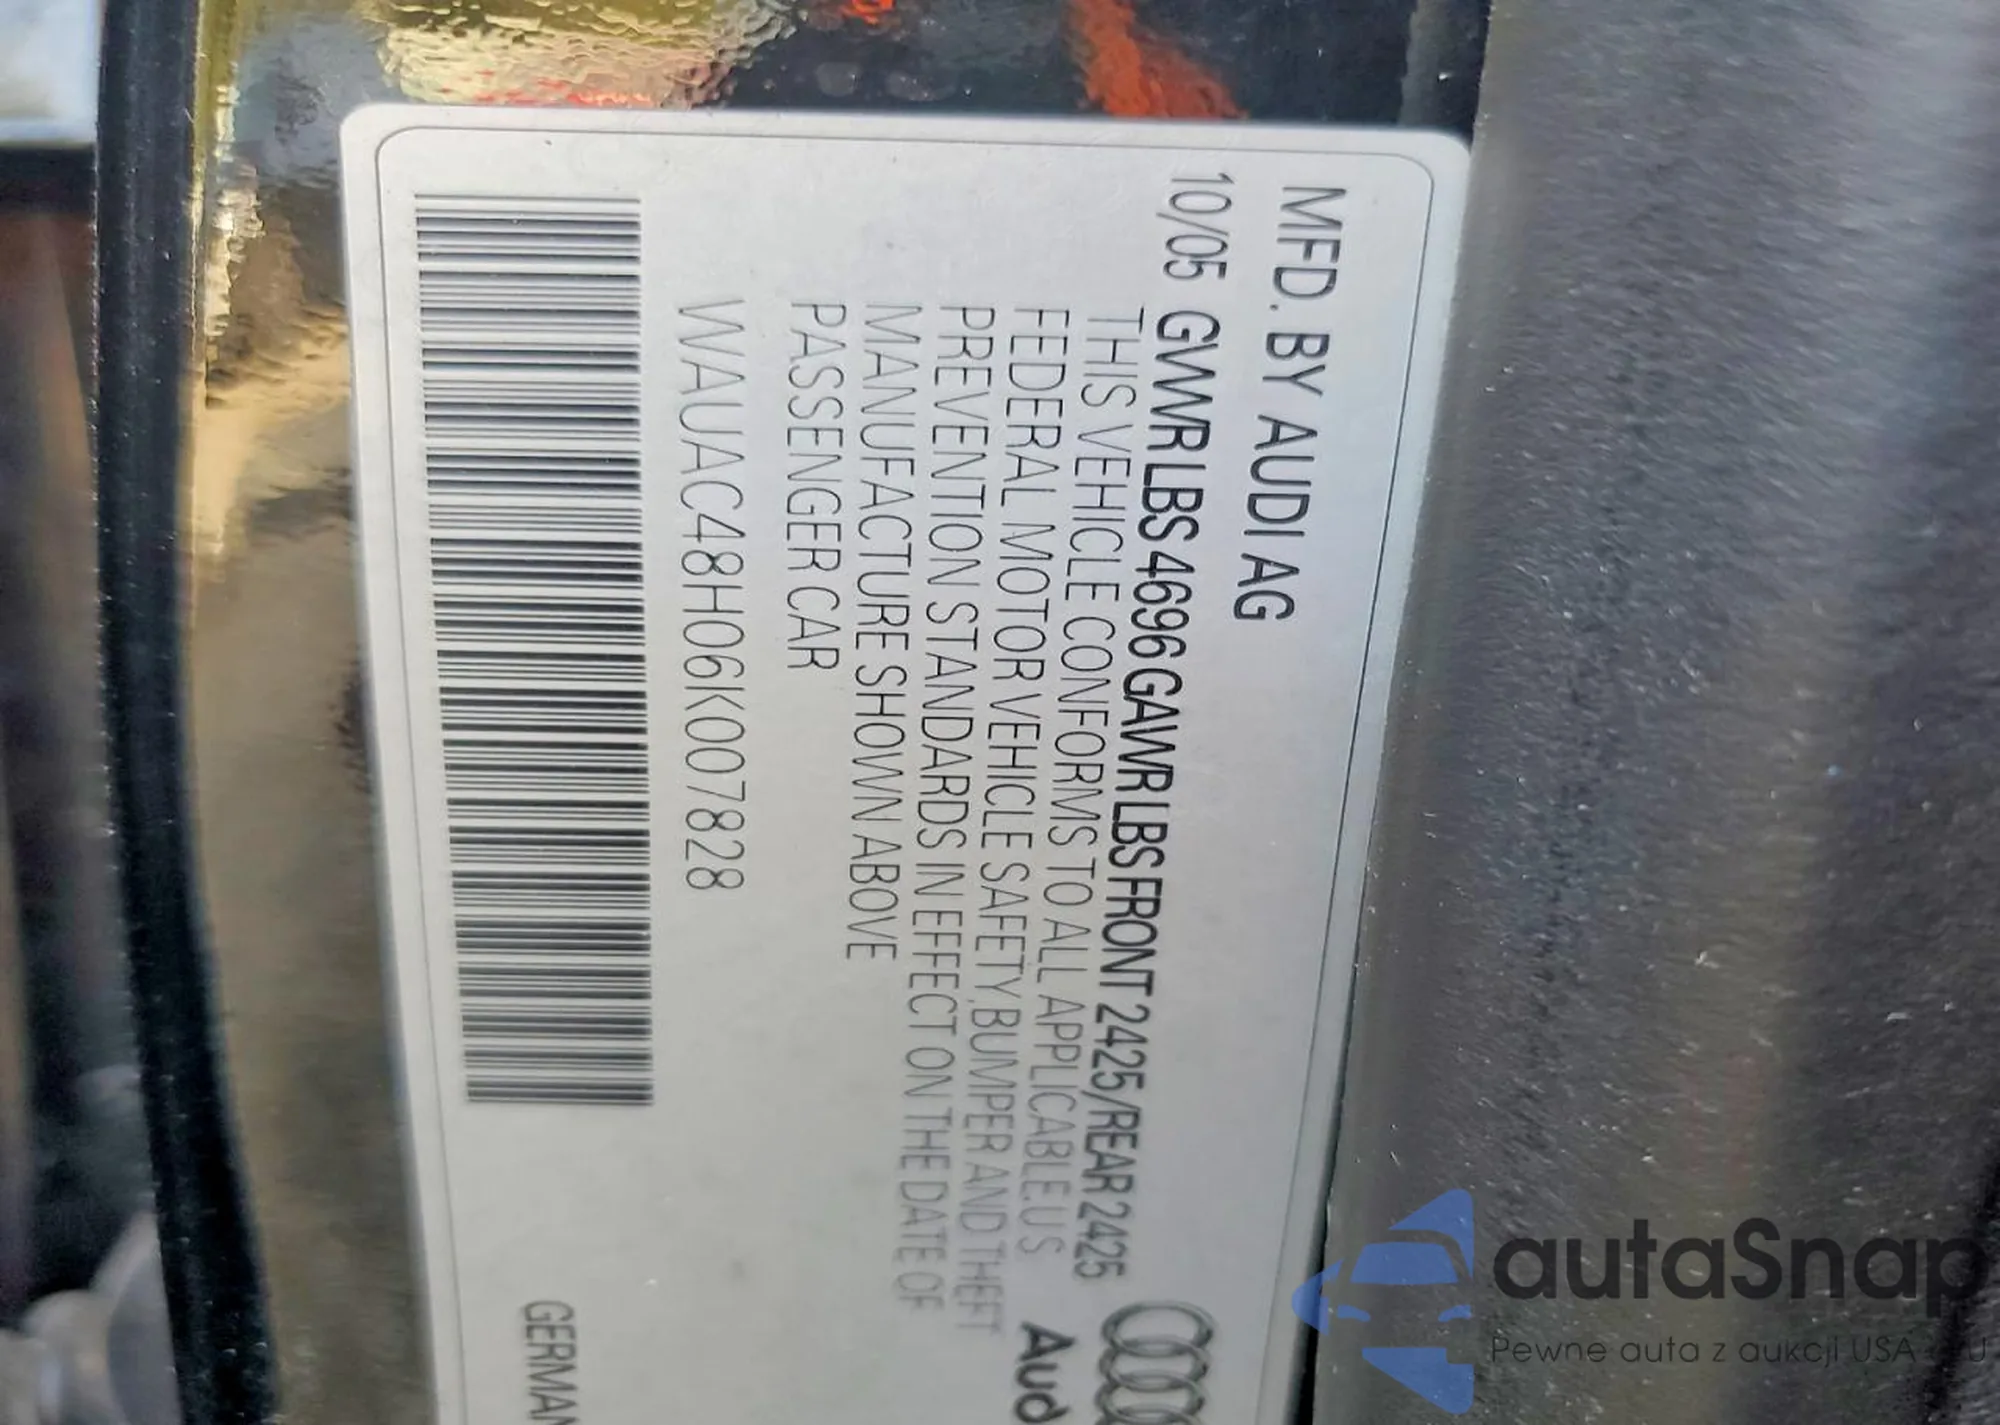 MFD. BY AUDI AG
10/05 GVWR LBS 4696 GAWR LBS FRONT 2425/REAR 2425
THIS VEHICLE CONFORMS TO ALL APPLICABLE U S
FEDERAL MOTOR VEHICLE SAFETY, BUMPER AND THEFT
PREVENTION STANDARDS IN EFFECT ON THE DATE OF
MANUFACTURE SHOWN ABOVE
PASSENGER CAR
WAUAC48H06K007828
Aud
GERMAN
autaSnap
Pewne auta z aukcji USA